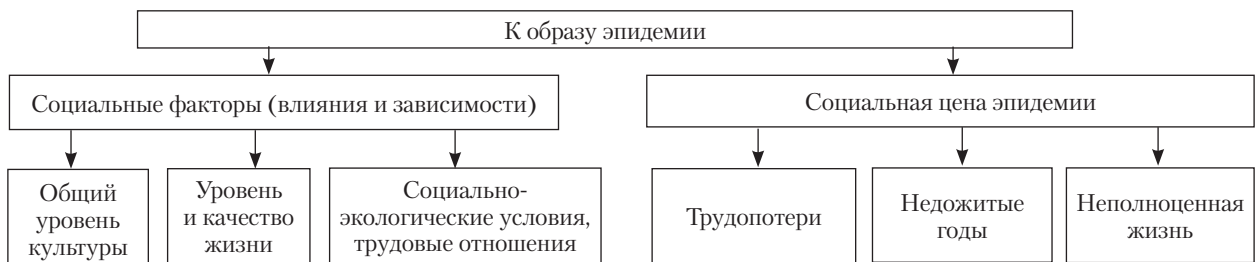 К образу эпидемии
Социальные факторы (влияния и зависимости)
Социальная цена эпидемии
Общий
уровень
культуры
Уровень
и качество
жизни
Социально-
экологические условия,
трудовые отношения
Трудопотери
Недожитые
годы
Неполноценная
жизнь